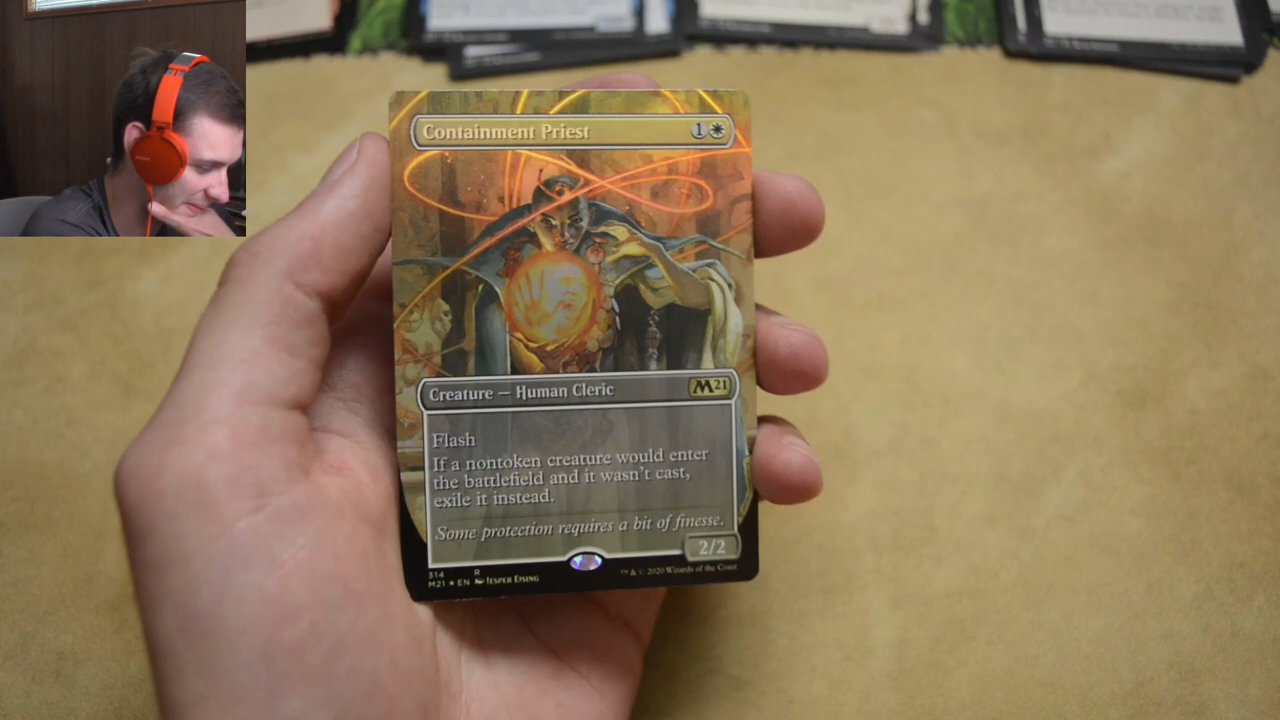 Containment Priest 1
Creature — Human Cleric M21
Flash
If a nontoken creature would enter
the battlefield and it wasn't cast,
exile it instead.
Some protection requires a bit of finesse.
2/2
314 R
M21 ★ EN Jesper Ejsing
™ & © 2020 Wizards of the Coast
SONY